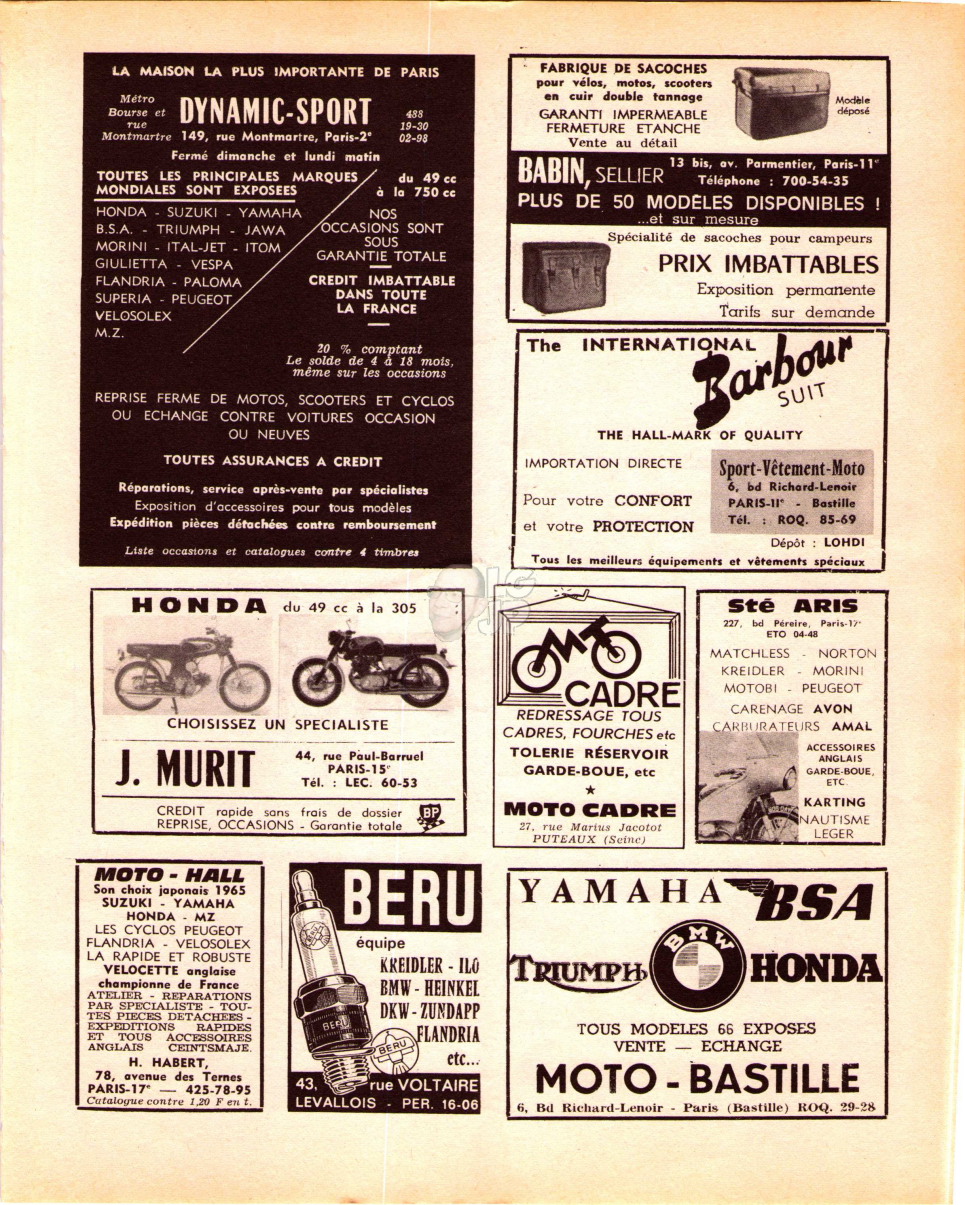 LA MAISON LA PLUS IMPORTANTE DE PARIS
Métro
Bourse et
rue
Montmartre
DYNAMIC-SPORT
149, rue Montmartre, Paris-2e
488
19-30
02-98
Fermé dimanche et lundi matin
TOUTES LES PRINCIPALES MARQUES
MONDIALES SONT EXPOSEES
du 49 cc
à la 750 cc
HONDA - SUZUKI - YAMAHA
B.S.A. - TRIUMPH - JAWA
MORINI - ITAL-JET - ITOM
GIULIETTA - VESPA
FLANDRIA - PALOMA
SUPERIA - PEUGEOT
VELOSOLEX
M.Z.
NOS
OCCASIONS SONT
SOUS
GARANTIE TOTALE
CREDIT IMBATTABLE
DANS TOUTE
LA FRANCE
20 % comptant
Le solde de 4 à 18 mois,
même sur les occasions
REPRISE FERME DE MOTOS, SCOOTERS ET CYCLOS
OU ECHANGE CONTRE VOITURES OCCASION
OU NEUVES
TOUTES ASSURANCES A CREDIT
Réparations, service après-vente par spécialistes
Exposition d'accessoires pour tous modèles
Expédition pièces détachées contre remboursement
Liste occasions et catalogues contre 4 timbres
FABRIQUE DE SACOCHES
pour vélos, motos, scooters
en cuir double tannage
GARANTI IMPERMEABLE
FERMETURE ETANCHE
Vente au détail
Modèle
déposé
BABIN, SELLIER
13 bis, av. Parmentier, Paris-11e
Téléphone : 700-54-35
PLUS DE 50 MODÈLES DISPONIBLES !
...et sur mesure
Spécialité de sacoches pour campeurs
PRIX IMBATTABLES
Exposition permanente
Tarifs sur demande
The INTERNATIONAL
Barbour
SUIT
THE HALL-MARK OF QUALITY
IMPORTATION DIRECTE
Pour votre CONFORT
et votre PROTECTION
Sport-Vêtement-Moto
6, bd Richard-Lenoir
PARIS-11e - Bastille
Tél. : ROQ. 85-69
Dépôt : LOHDI
Tous les meilleurs équipements et vêtements spéciaux
HONDA du 49 cc à la 305
CHOISISSEZ UN SPECIALISTE
J. MURIT
44, rue Paul-Barruel
PARIS-15e
Tél. : LEC. 60-53
CREDIT rapide sans frais de dossier
REPRISE, OCCASIONS - Garantie totale
BP
MT
CADRE
REDRESSAGE TOUS
CADRES, FOURCHES etc
TOLERIE RÉSERVOIR
GARDE-BOUE, etc
MOTO CADRE
27, rue Marius Jacotot
PUTEAUX (Seine)
Sté ARIS
227, bd Péreire, Paris-17e
ETO 04-48
MATCHLESS - NORTON
KREIDLER - MORINI
MOTOBI - PEUGEOT
CARENAGE AVON
CARBURATEURS AMAL
ACCESSOIRES
ANGLAIS
GARDE-BOUE,
ETC.
KARTING
NAUTISME
LEGER
MOTO - HALL
Son choix japonais 1965
SUZUKI - YAMAHA
HONDA - MZ
LES CYCLOS PEUGEOT
FLANDRIA - VELOSOLEX
LA RAPIDE ET ROBUSTE
VELOCETTE anglaise
championne de France
ATELIER - REPARATIONS
PAR SPECIALISTE - TOU-
TES PIECES DETACHEES -
EXPEDITIONS RAPIDES
ET TOUS ACCESSOIRES
ANGLAIS CEINTSMAJE.
H. HABERT,
78, avenue des Ternes
PARIS-17e — 425-78-95
Catalogue contre 1,20 F en t.
BERU
équipe
KREIDLER - ILO
BMW - HEINKEL
DKW - ZUNDAPP
FLANDRIA
etc...
BERU
BERU
43, rue VOLTAIRE
LEVALLOIS - PER. 16-06
YAMAHA BSA
BMW
TRIUMPH HONDA
TOUS MODELES 66 EXPOSES
VENTE — ECHANGE
MOTO - BASTILLE
6, Bd Richard-Lenoir - Paris (Bastille) ROQ. 29-28